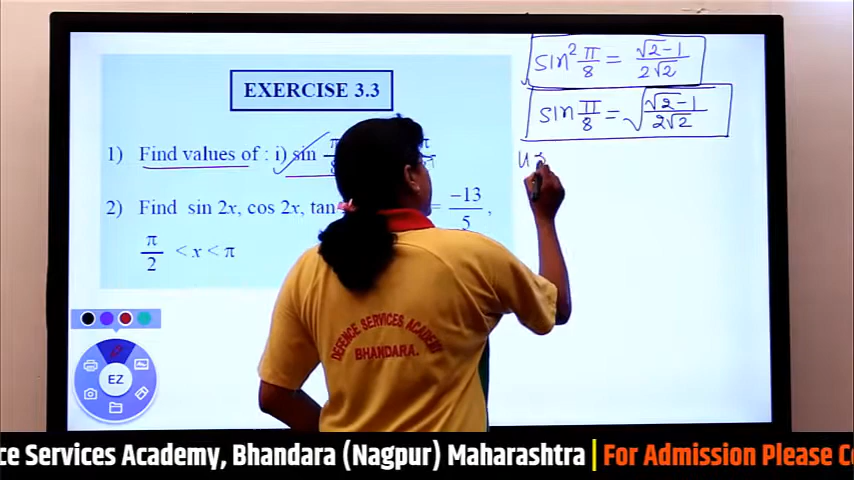 EXERCISE 3.3
1) Find values of : i) sin π
2) Find sin 2x, cos 2x, tan = −13/5 ,
π/2 < x < π
sin² π/8 = √2-1/2√2
sin π/8 = √(√2-1/2√2)
EZ
DEFENCE SERVICES ACADEMY
BHANDARA.
ce Services Academy, Bhandara (Nagpur) Maharashtra | For Admission Please Co